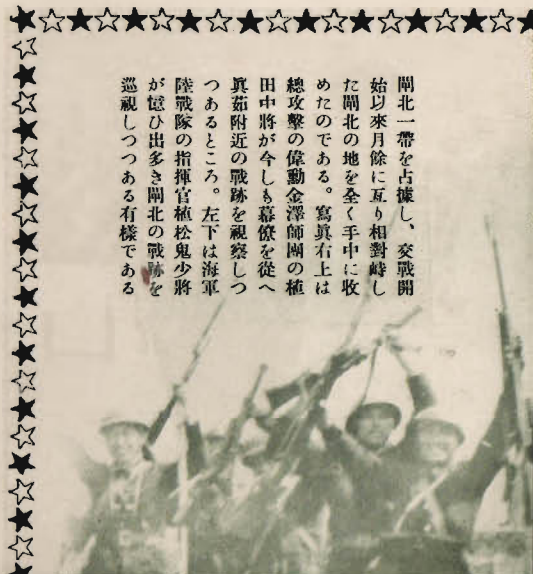 閘北一帶を占據し、交戰開
始以來月餘に亙り相對峙し
た閘北の地を全く手中に收
めたのである。寫眞右上は
總攻擊の偉勳金澤師團の植
田中將が今しも幕僚を從へ
眞茹附近の戰跡を視察しつ
つあるところ。左下は海軍
陸戰隊の指揮官植松鬼少將
が憶ひ出多き閘北の戰跡を
巡視しつつある有樣である